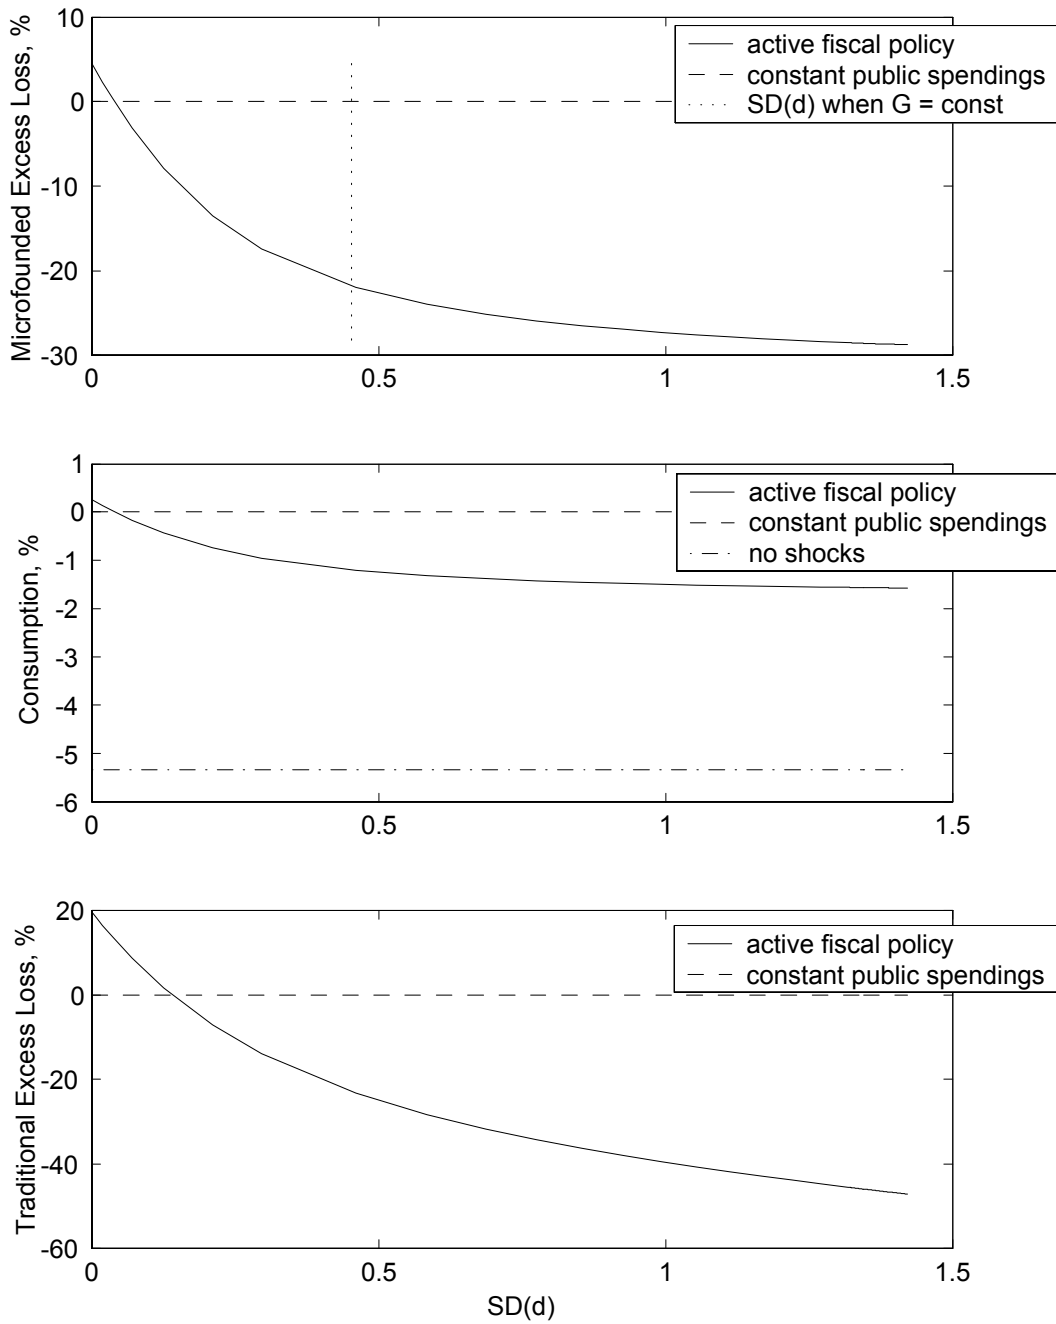 10
0
-10
-20
-30
Microfounded Excess Loss, %
active fiscal policy
constant public spendings
SD(d) when G = const
0
0.5
1
1.5
1
0
-1
-2
-3
-4
-5
-6
Consumption, %
active fiscal policy
constant public spendings
no shocks
0
0.5
1
1.5
20
0
-20
-40
-60
Traditional Excess Loss, %
active fiscal policy
constant public spendings
0
0.5
1
1.5
SD(d)